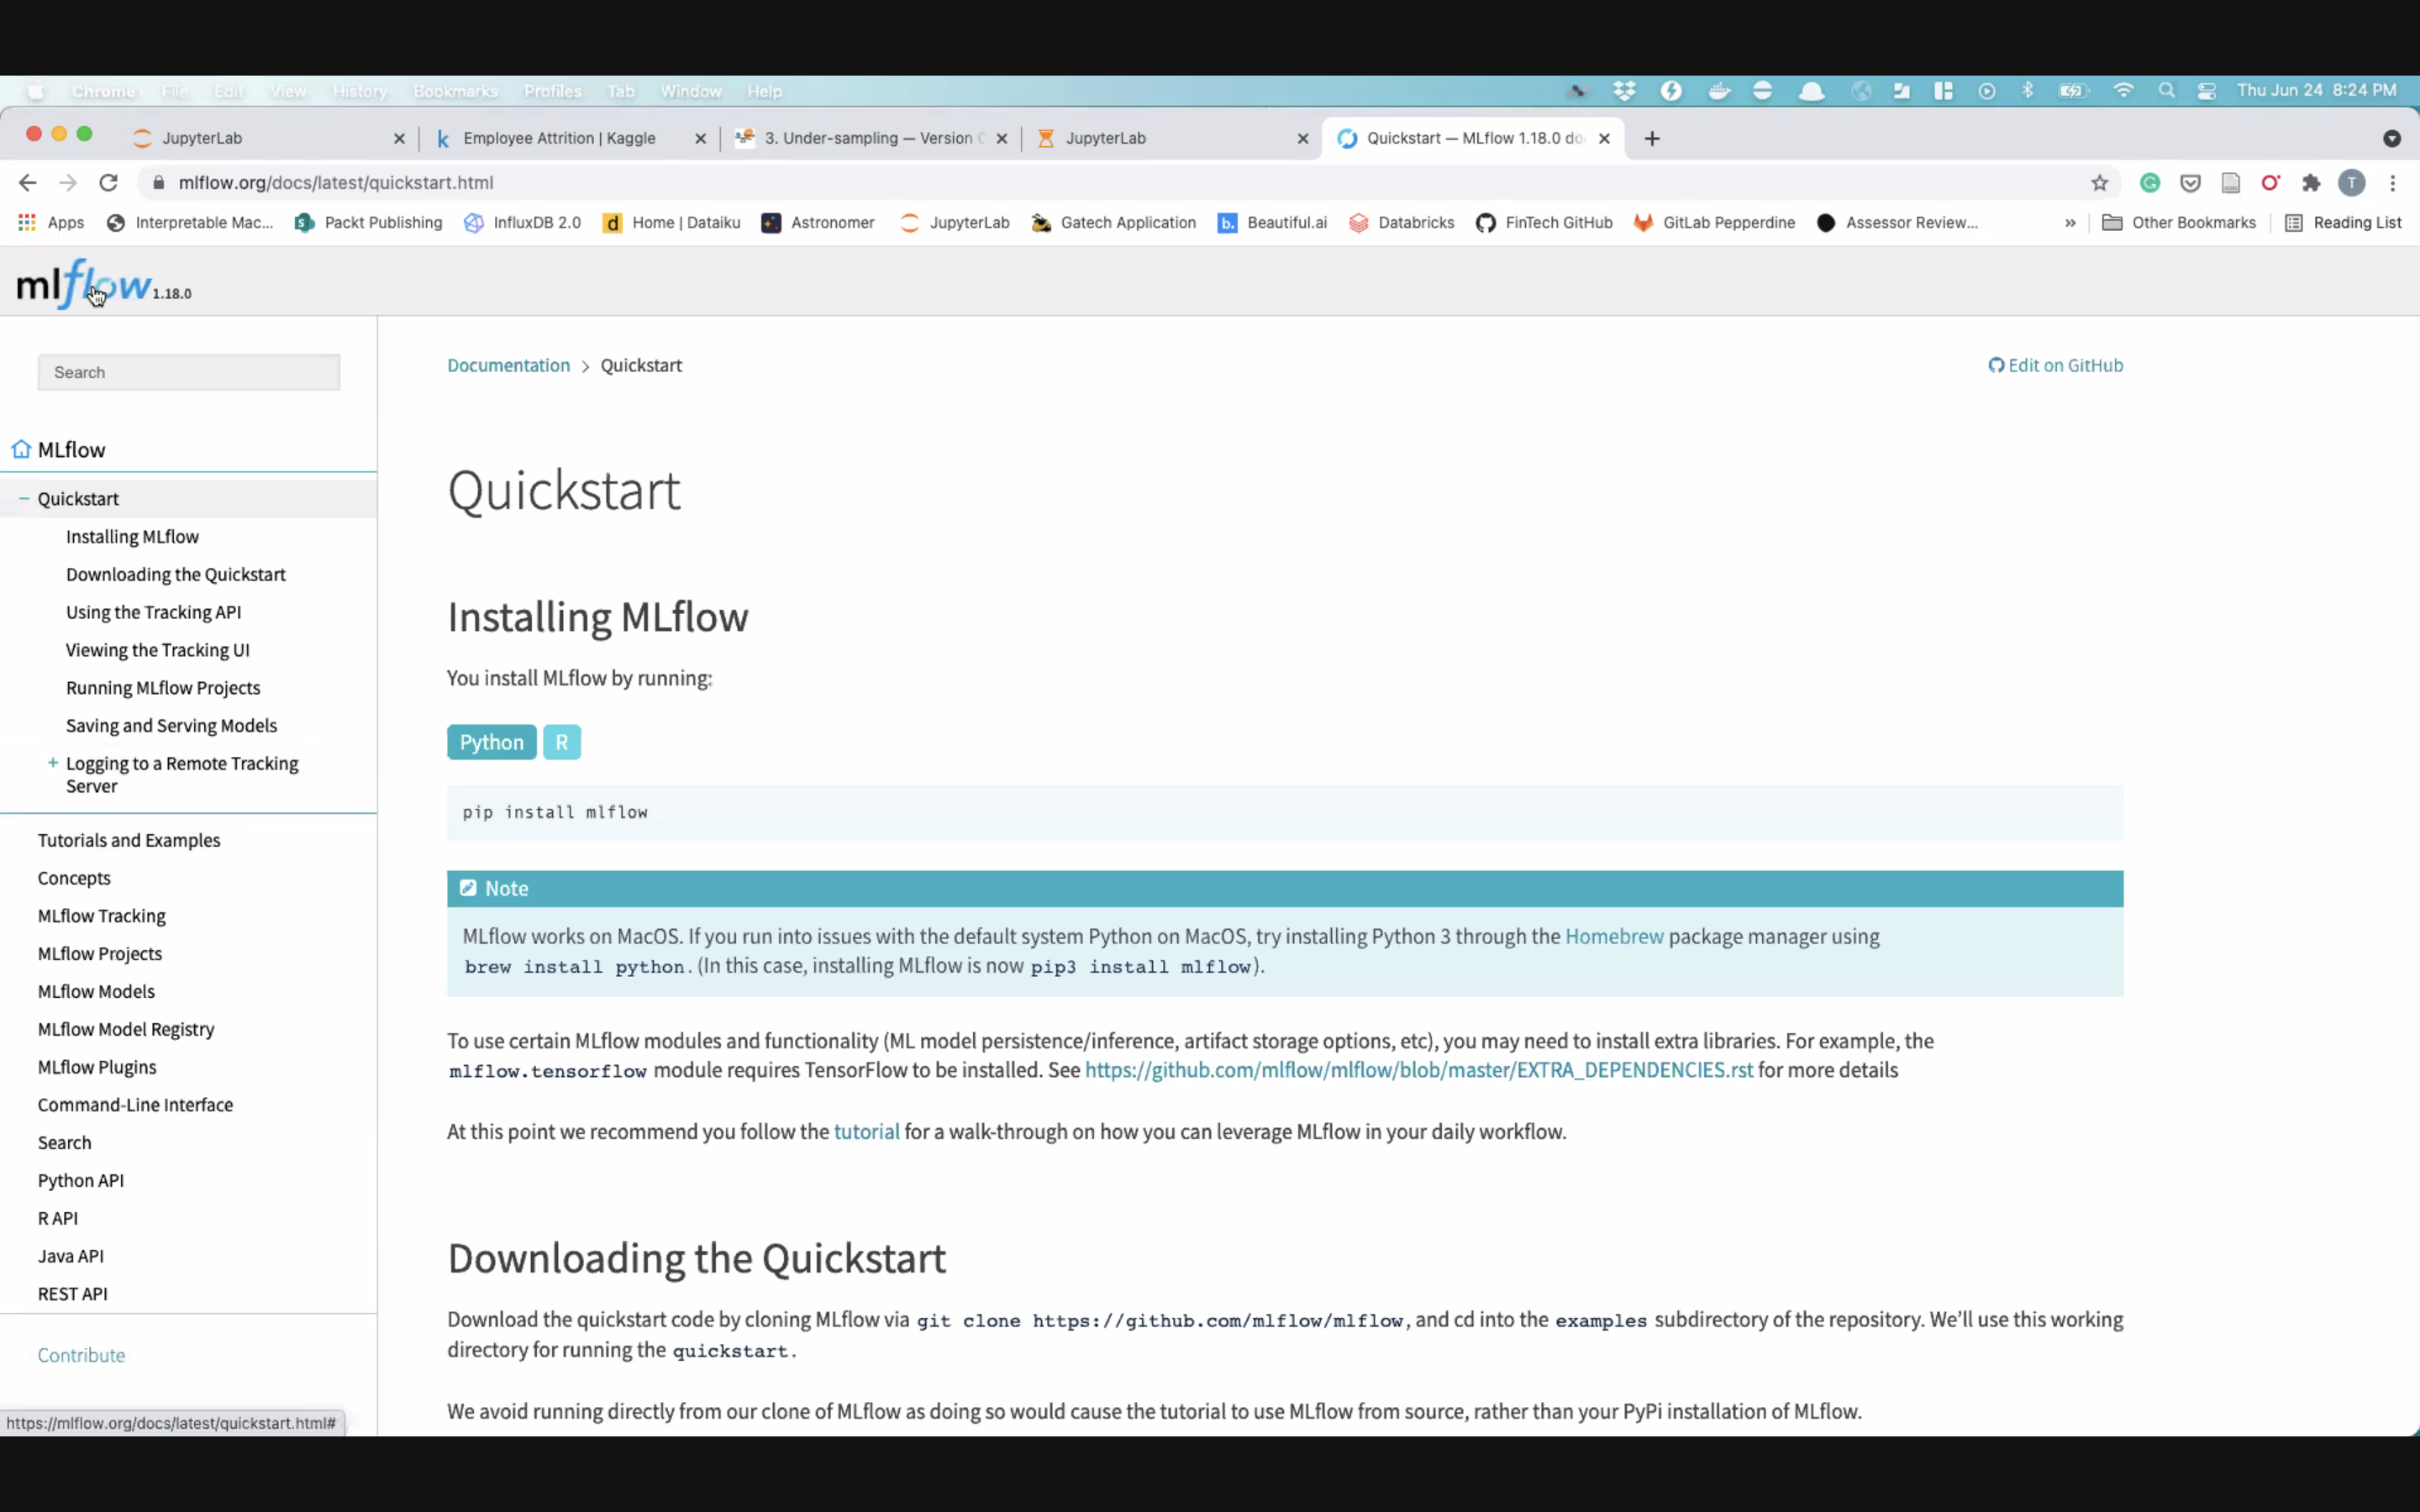 Chrome File Edit View History Bookmarks Profiles Tab Window Help Thu Jun 24 8:24 PM
JupyterLab Employee Attrition | Kaggle 3. Under-sampling — Version JupyterLab Quickstart — MLflow 1.18.0 do
mlflow.org/docs/latest/quickstart.html T
Apps Interpretable Mac... Packt Publishing InfluxDB 2.0 Home | Dataiku Astronomer JupyterLab Gatech Application Beautiful.ai Databricks FinTech GitHub GitLab Pepperdine Assessor Review... » Other Bookmarks Reading List
mlflow 1.18.0
Search
MLflow
Quickstart
Installing MLflow
Downloading the Quickstart
Using the Tracking API
Viewing the Tracking UI
Running MLflow Projects
Saving and Serving Models
Logging to a Remote Tracking
Server
Tutorials and Examples
Concepts
MLflow Tracking
MLflow Projects
MLflow Models
MLflow Model Registry
MLflow Plugins
Command-Line Interface
Search
Python API
R API
Java API
REST API
Contribute
https://mlflow.org/docs/latest/quickstart.html#
Documentation > Quickstart Edit on GitHub
Quickstart
Installing MLflow
You install MLflow by running:
Python R
pip install mlflow
Note
MLflow works on MacOS. If you run into issues with the default system Python on MacOS, try installing Python 3 through the Homebrew package manager using
brew install python. (In this case, installing MLflow is now pip3 install mlflow).
To use certain MLflow modules and functionality (ML model persistence/inference, artifact storage options, etc), you may need to install extra libraries. For example, the
mlflow.tensorflow module requires TensorFlow to be installed. See https://github.com/mlflow/mlflow/blob/master/EXTRA_DEPENDENCIES.rst for more details
At this point we recommend you follow the tutorial for a walk-through on how you can leverage MLflow in your daily workflow.
Downloading the Quickstart
Download the quickstart code by cloning MLflow via git clone https://github.com/mlflow/mlflow, and cd into the examples subdirectory of the repository. We'll use this working
directory for running the quickstart.
We avoid running directly from our clone of MLflow as doing so would cause the tutorial to use MLflow from source, rather than your PyPi installation of MLflow.